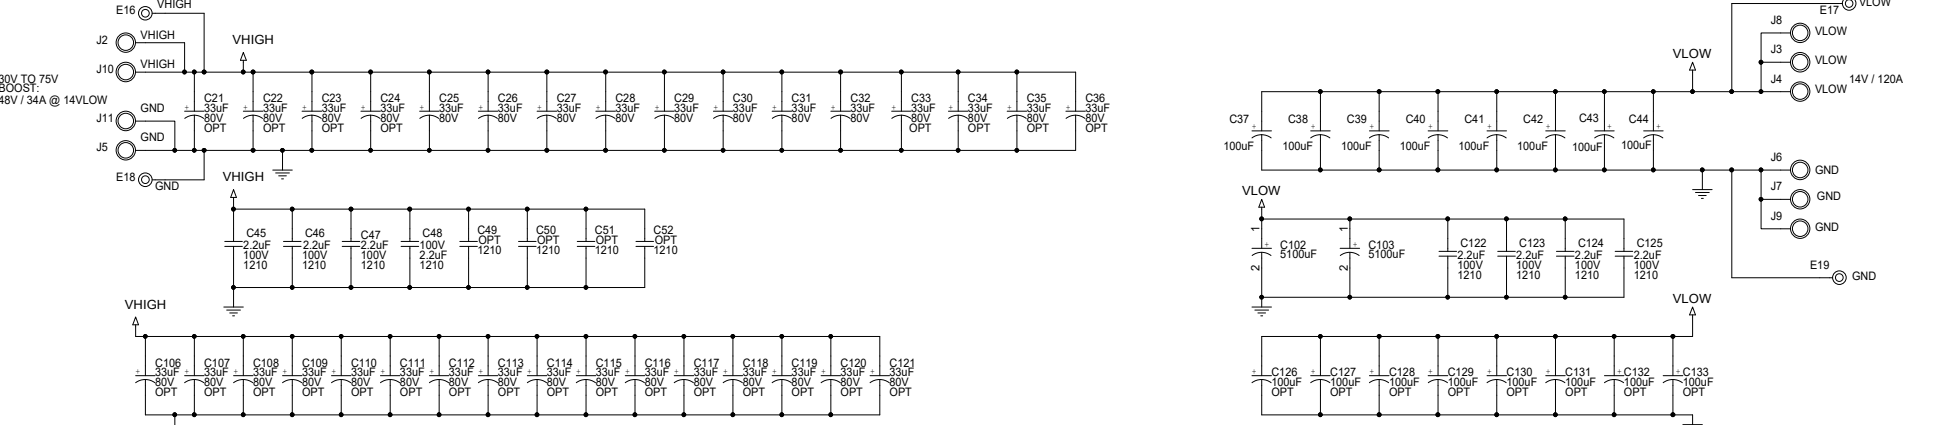 E16 VHIGH
J2 VHIGH
J10 VHIGH
VHIGH
30V TO 75V
BOOST:
48V / 34A @ 14VLOW
J11 GND
J5 GND
E18 GND
C21 33uF 80V OPT
C22 33uF 80V OPT
C23 33uF 80V OPT
C24 33uF 80V OPT
C25 33uF 80V
C26 33uF 80V
C27 33uF 80V
C28 33uF 80V
C29 33uF 80V
C30 33uF 80V
C31 33uF 80V
C32 33uF 80V
C33 33uF 80V OPT
C34 33uF 80V OPT
C35 33uF 80V OPT
C36 33uF 80V OPT
VHIGH
C45 2.2uF 100V 1210
C46 2.2uF 100V 1210
C47 2.2uF 100V 1210
C48 100V 2.2uF 1210
C49 OPT 1210
C50 OPT 1210
C51 OPT 1210
C52 OPT 1210
VHIGH
C106 33uF 80V OPT
C107 33uF 80V OPT
C108 33uF 80V OPT
C109 33uF 80V OPT
C110 33uF 80V OPT
C111 33uF 80V OPT
C112 33uF 80V OPT
C113 33uF 80V OPT
C114 33uF 80V OPT
C115 33uF 80V OPT
C116 33uF 80V OPT
C117 33uF 80V OPT
C118 33uF 80V OPT
C119 33uF 80V OPT
C120 33uF 80V OPT
C121 33uF 80V OPT
E17 VLOW
J8 VLOW
J3 VLOW
J4 VLOW
14V / 120A
VLOW
C37 100uF
C38 100uF
C39 100uF
C40 100uF
C41 100uF
C42 100uF
C43 100uF
C44 100uF
J6 GND
J7 GND
J9 GND
E19 GND
VLOW
1 C102 5100uF 2
1 C103 5100uF 2
C122 2.2uF 100V 1210
C123 2.2uF 100V 1210
C124 2.2uF 100V 1210
C125 2.2uF 100V 1210
VLOW
C126 100uF OPT
C127 100uF OPT
C128 100uF OPT
C129 100uF OPT
C130 100uF OPT
C131 100uF OPT
C132 100uF OPT
C133 100uF OPT